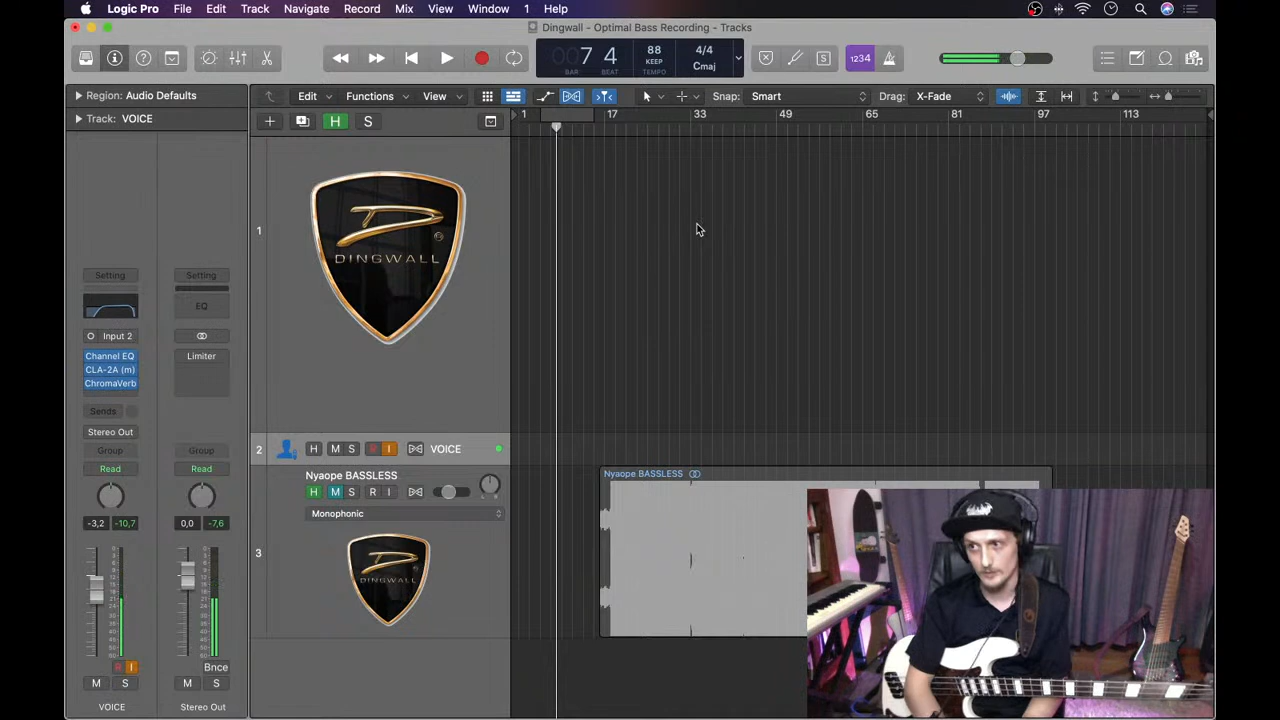 Logic Pro File Edit Track Navigate Record Mix View Window 1 Help
Dingwall - Optimal Bass Recording - Tracks
007 4
BAR BEAT
88
KEEP
TEMPO
4/4
Cmaj
1234
Region: Audio Defaults
Track: VOICE
Edit Functions View Snap: Smart Drag: X-Fade
H S
1 17 33 49 65 81 97 113
1
DINGWALL
Setting Setting
EQ
Input 2
Channel EQ
CLA-2A (m)
ChromaVerb
Limiter
Sends
Stereo Out
Group Group
Read Read
-3,2 -10,7 0,0 -7,6
R I Bnce
M S M S
VOICE Stereo Out
2 H M S R I VOICE
Nyaope BASSLESS
H M S R I
Monophonic
3
DINGWALL
Nyaope BASSLESS